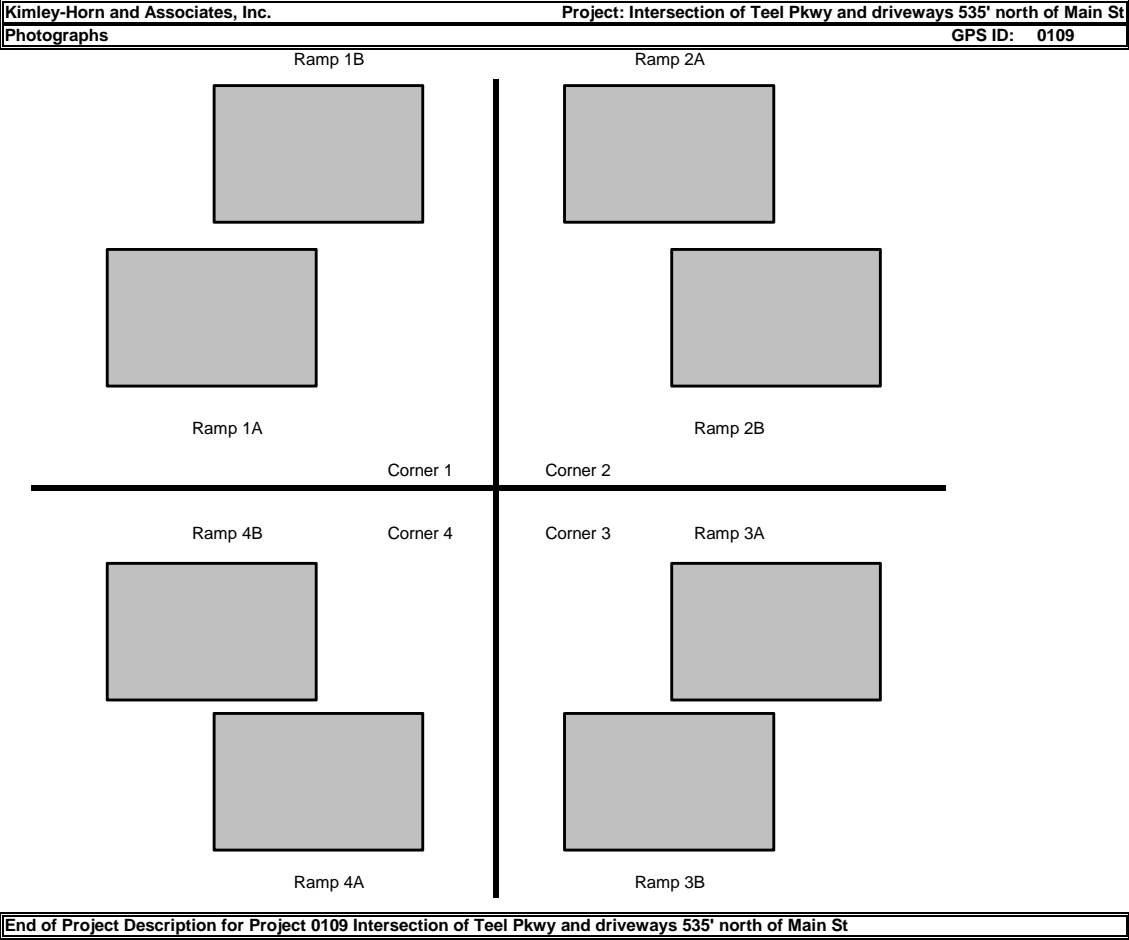 Kimley-Horn and Associates, Inc. Project: Intersection of Teel Pkwy and driveways 535' north of Main St
Photographs GPS ID: 0109
Ramp 1B Ramp 2A
Ramp 1A Ramp 2B
Corner 1 Corner 2
Ramp 4B Corner 4 Corner 3 Ramp 3A
Ramp 4A Ramp 3B
End of Project Description for Project 0109 Intersection of Teel Pkwy and driveways 535' north of Main St